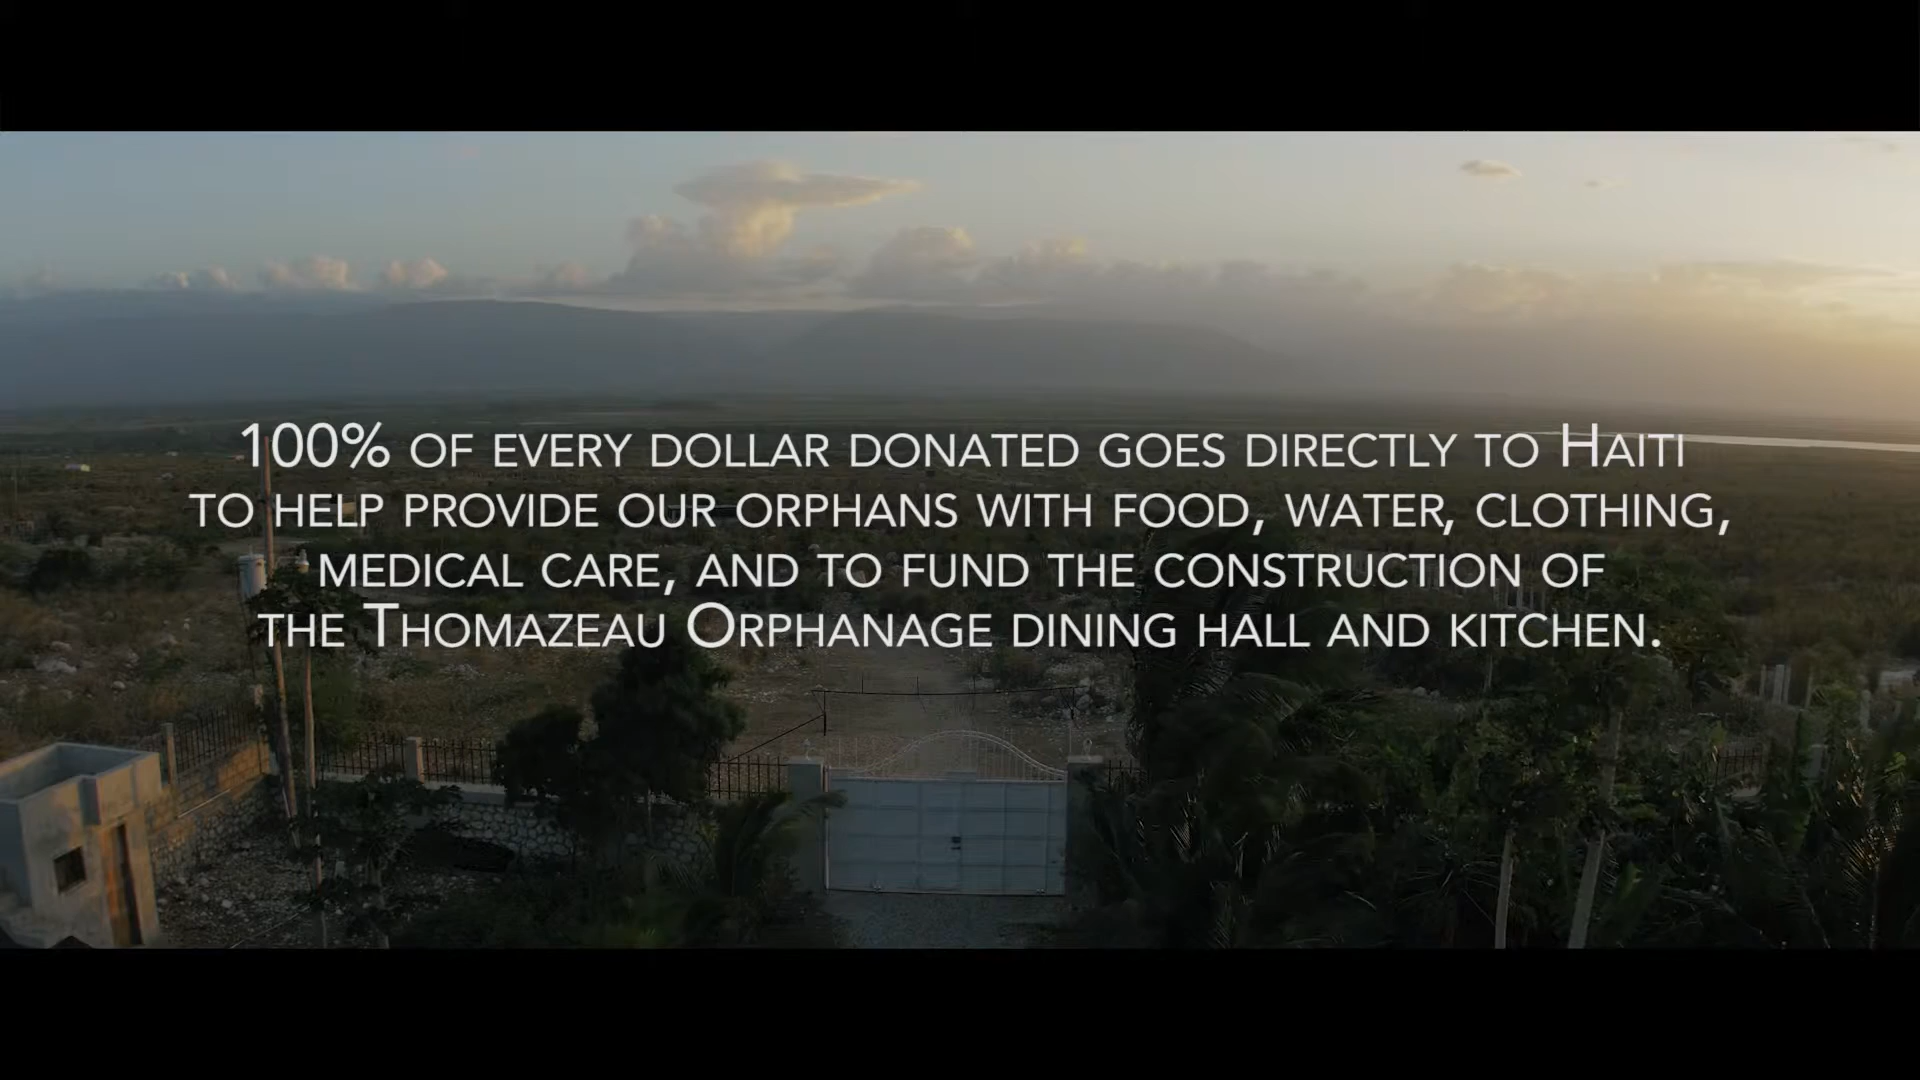 100% of every dollar donated goes directly to Haiti
to help provide our orphans with food, water, clothing,
medical care, and to fund the construction of
the Thomazeau Orphanage dining hall and kitchen.